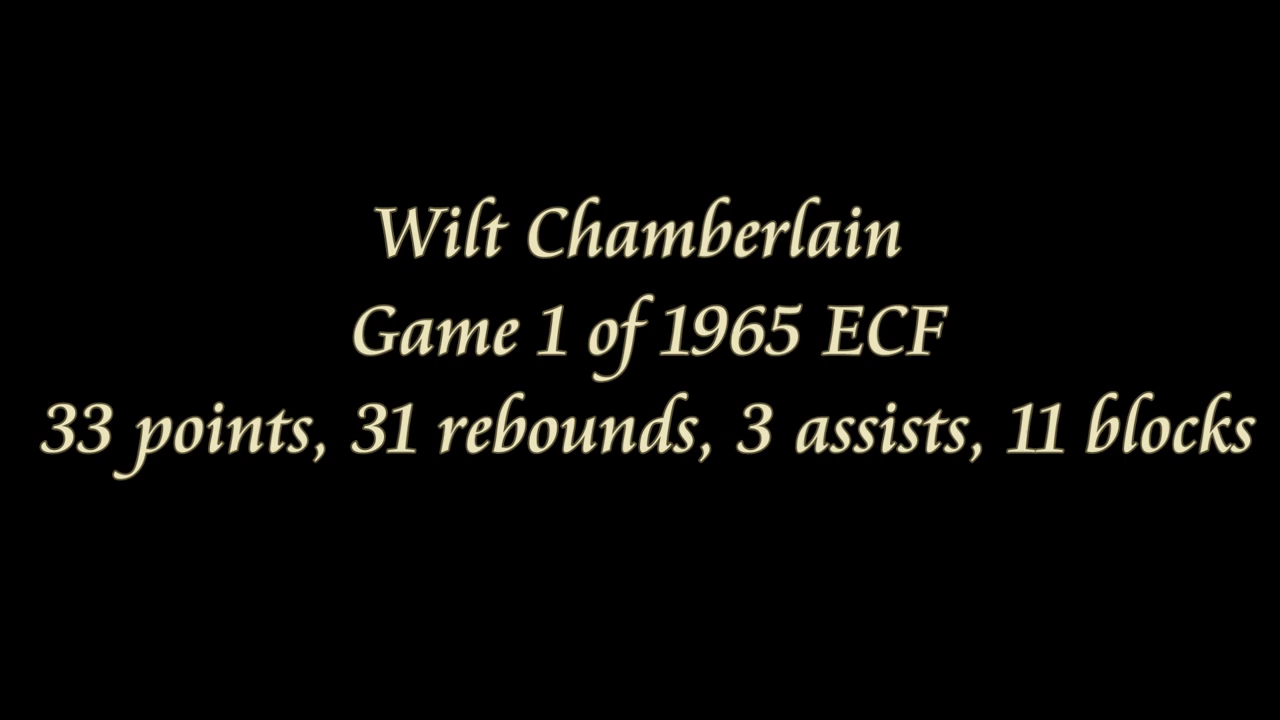 Wilt Chamberlain
Game 1 of 1965 ECF
33 points, 31 rebounds, 3 assists, 11 blocks